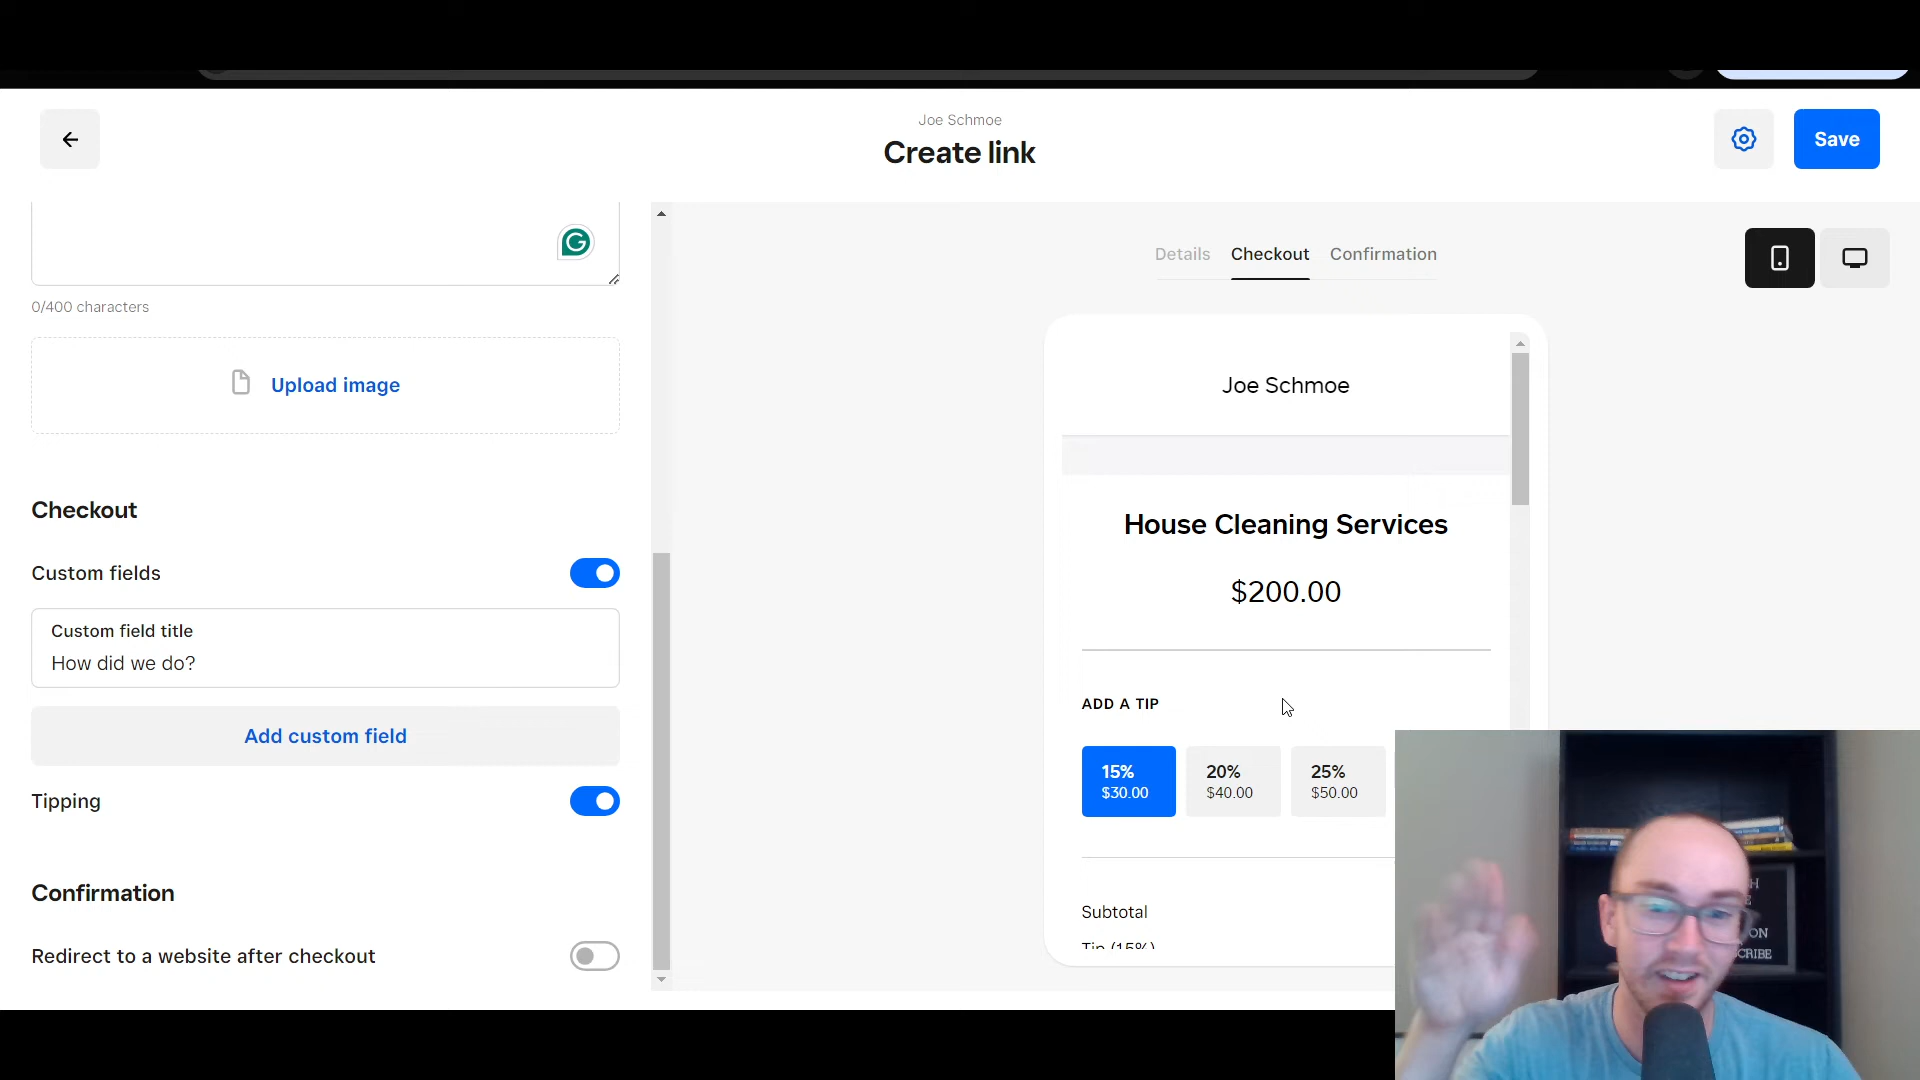 Joe Schmoe
Create link
Save
0/400 characters
Upload image
Checkout
Custom fields
Custom field title
How did we do?
Add custom field
Tipping
Confirmation
Redirect to a website after checkout
Details Checkout Confirmation
Joe Schmoe
House Cleaning Services
$200.00
ADD A TIP
15% 20% 25%
$30.00 $40.00 $50.00
Subtotal
Tip (15%)